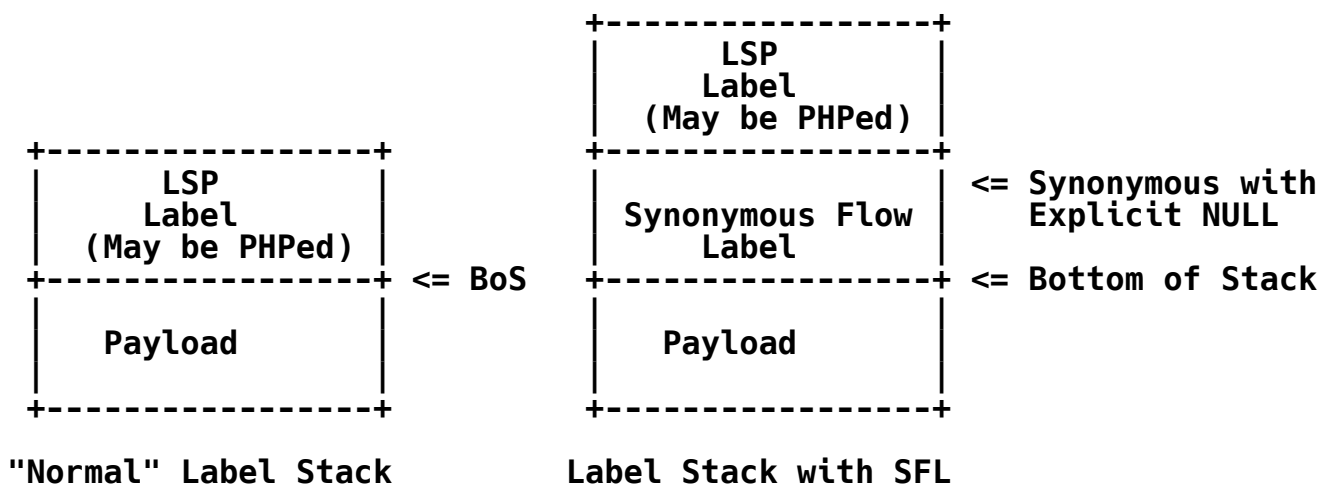 +-----------------+
                              |      LSP        |
                              |     Label       |
                              |  (May be PHPed) |
 +-----------------+          +-----------------+
 |      LSP        |          |                 | <= Synonymous with
 |     Label       |          | Synonymous Flow |    Explicit NULL
 |  (May be PHPed) |          |     Label       |
 +-----------------+ <= BoS   +-----------------+ <= Bottom of Stack
 |                 |          |                 |
 |   Payload       |          |   Payload       |
 |                 |          |                 |
 +-----------------+          +-----------------+

"Normal" Label Stack         Label Stack with SFL